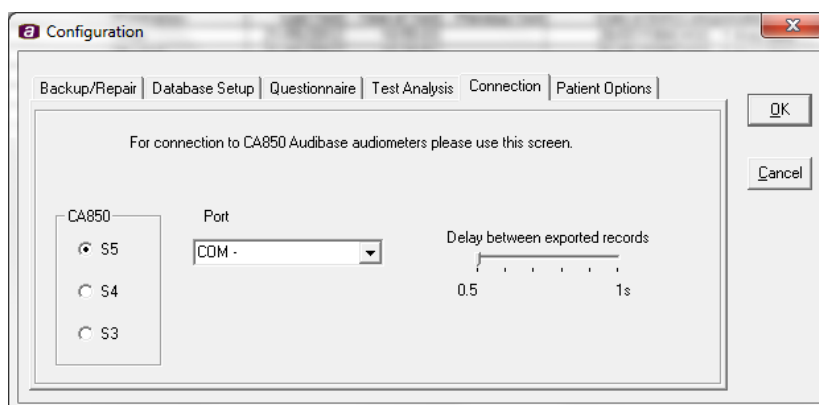 a Configuration
Backup/Repair Database Setup Questionnaire Test Analysis Connection Patient Options
OK
For connection to CA850 Audibase audiometers please use this screen.
Cancel
CA850
Port
S5
COM -
Delay between exported records
S4
0.5 1s
S3